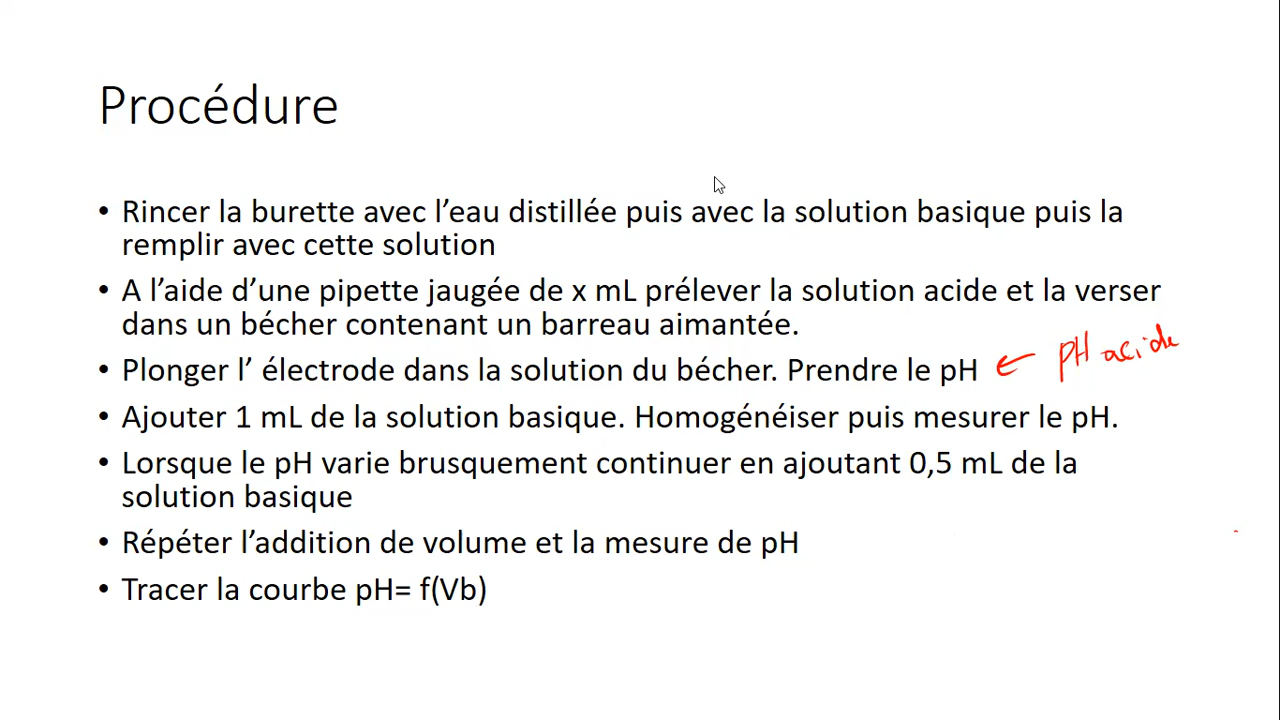 Procédure
• Rincer la burette avec l’eau distillée puis avec la solution basique puis la
remplir avec cette solution
• A l’aide d’une pipette jaugée de x mL prélever la solution acide et la verser
dans un bécher contenant un barreau aimantée.
• Plonger l’ électrode dans la solution du bécher. Prendre le pH ← pH acide
• Ajouter 1 mL de la solution basique. Homogénéiser puis mesurer le pH.
• Lorsque le pH varie brusquement continuer en ajoutant 0,5 mL de la
solution basique
• Répéter l’addition de volume et la mesure de pH
• Tracer la courbe pH= f(Vb)